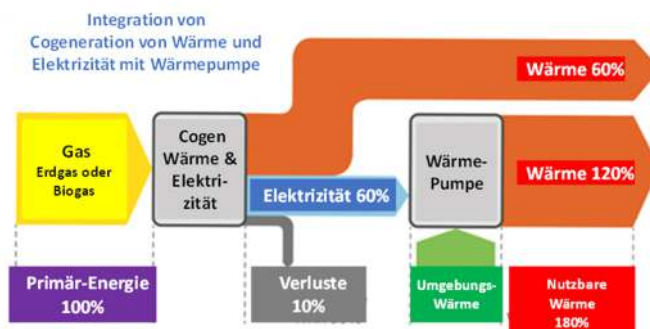 Integration von
Cogeneration von Wärme und
Elektrizität mit Wärmepumpe
Wärme 60%
Gas
Erdgas oder
Biogas
Cogen
Wärme &
Elektri-
zität
Elektrizität 60%
Wärme-
Pumpe
Wärme 120%
Primär-Energie
100%
Verluste
10%
Umgebungs-
Wärme
Nutzbare
Wärme
180%